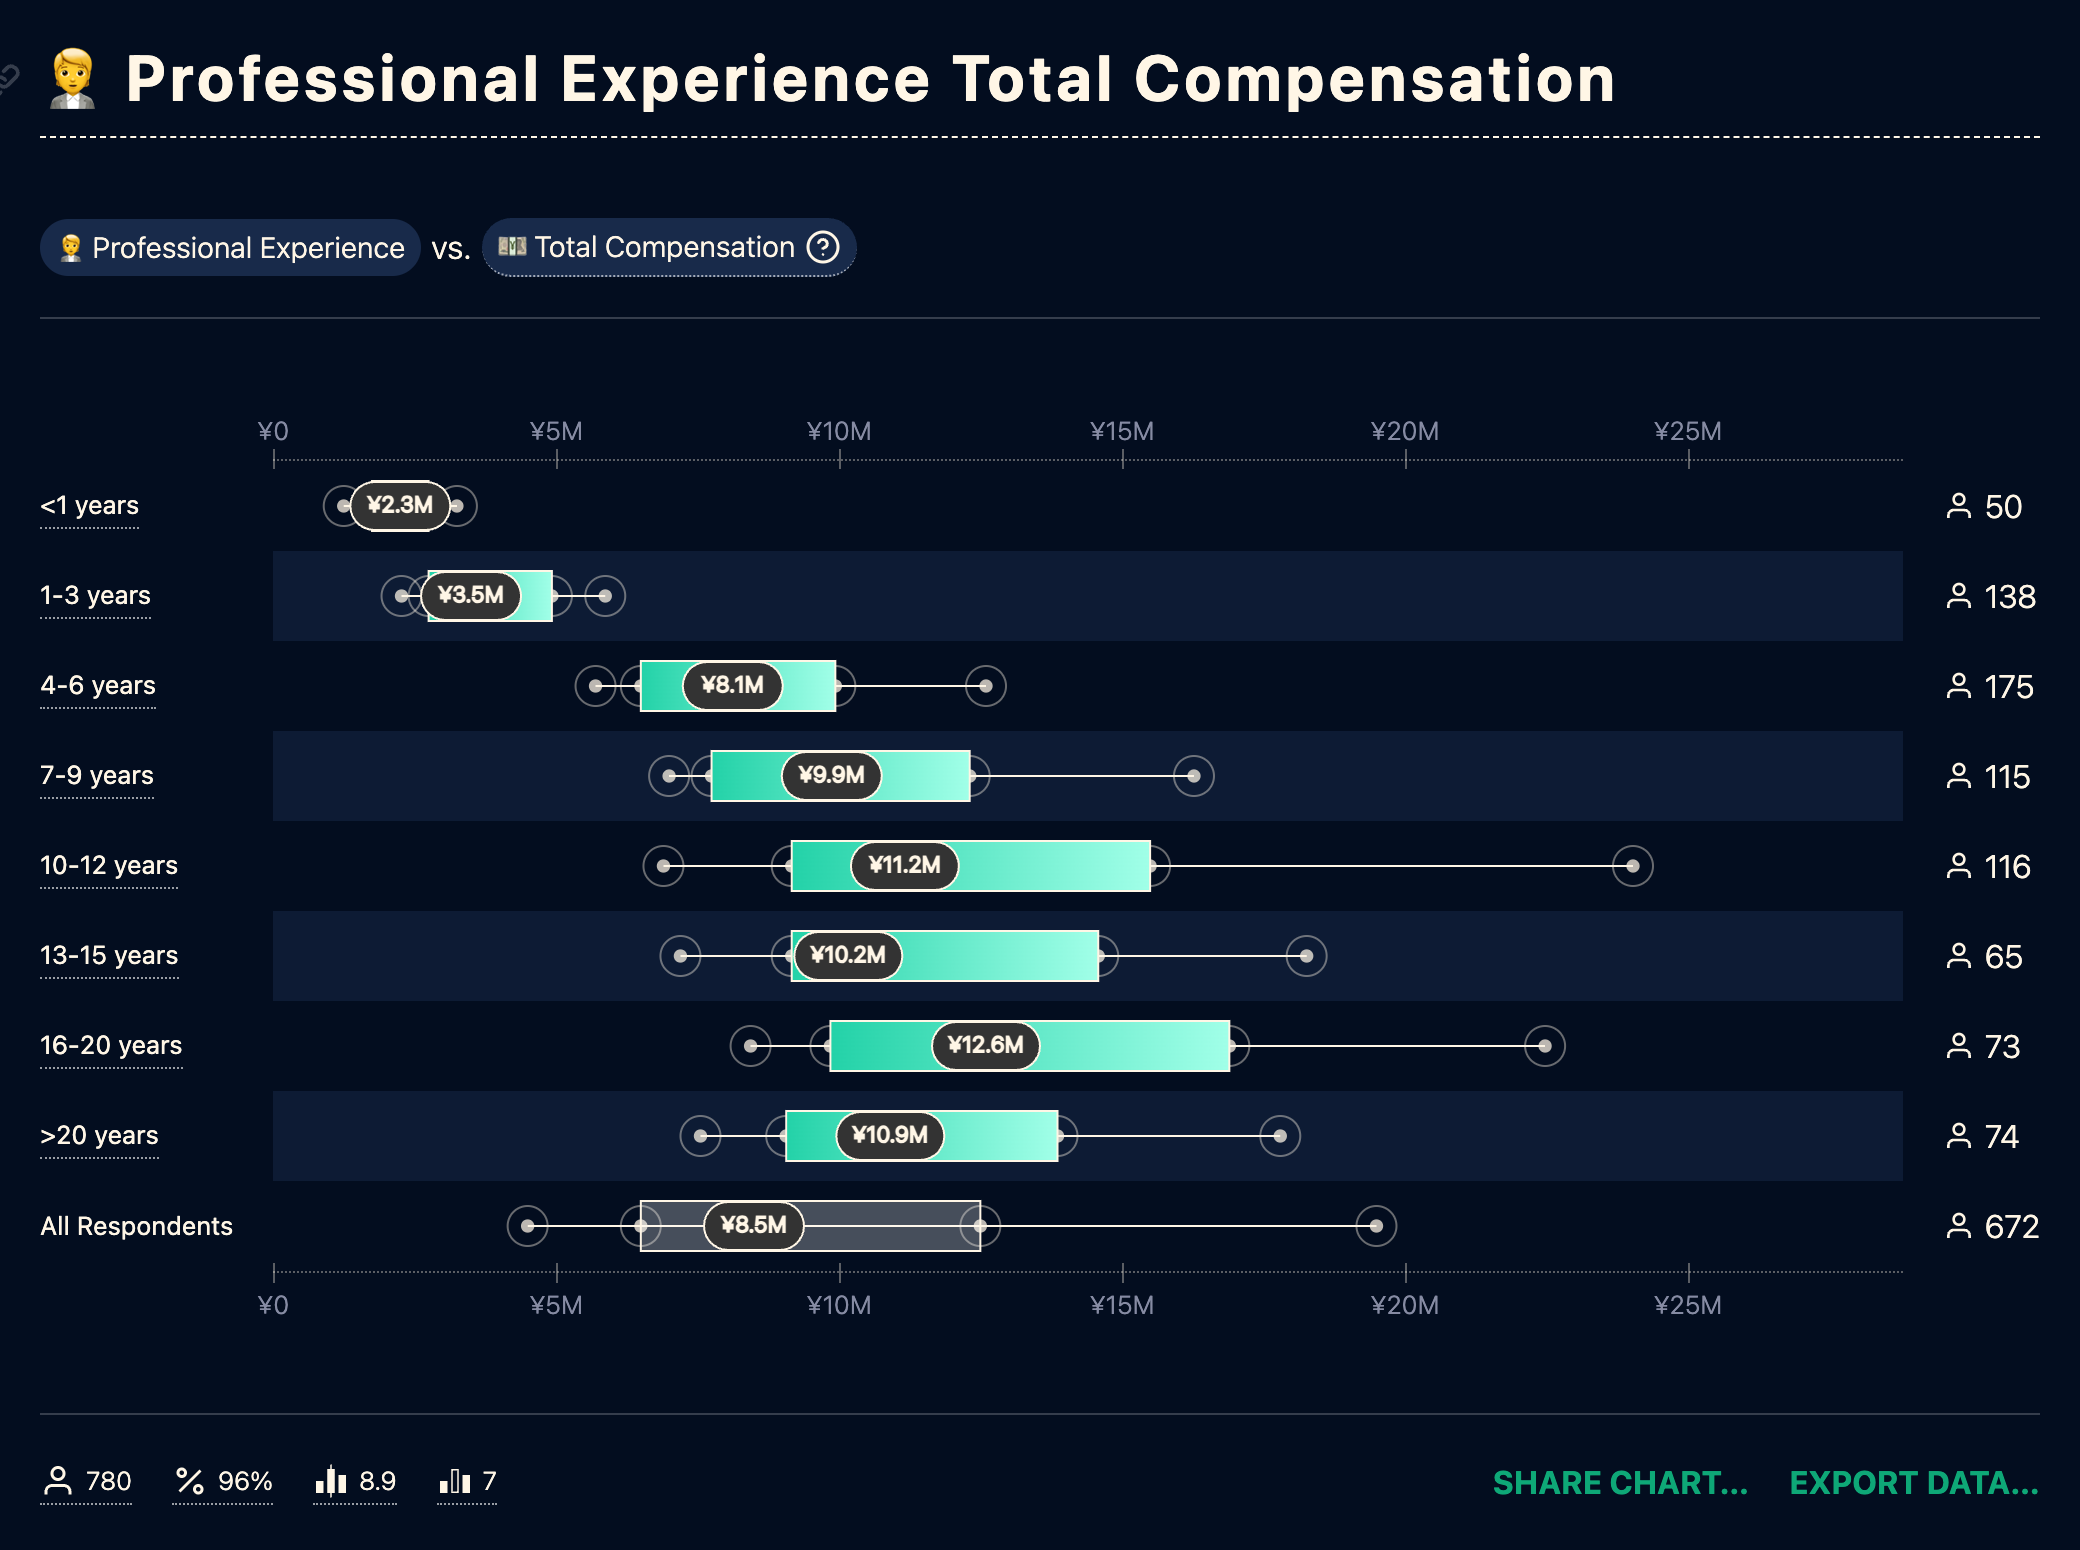 Professional Experience Total Compensation
Professional Experience vs. Total Compensation ?
¥0 ¥5M ¥10M ¥15M ¥20M ¥25M
<1 years ¥2.3M 50
1-3 years ¥3.5M 138
4-6 years ¥8.1M 175
7-9 years ¥9.9M 115
10-12 years ¥11.2M 116
13-15 years ¥10.2M 65
16-20 years ¥12.6M 73
>20 years ¥10.9M 74
All Respondents ¥8.5M 672
¥0 ¥5M ¥10M ¥15M ¥20M ¥25M
780 96% 8.9 7 SHARE CHART... EXPORT DATA...